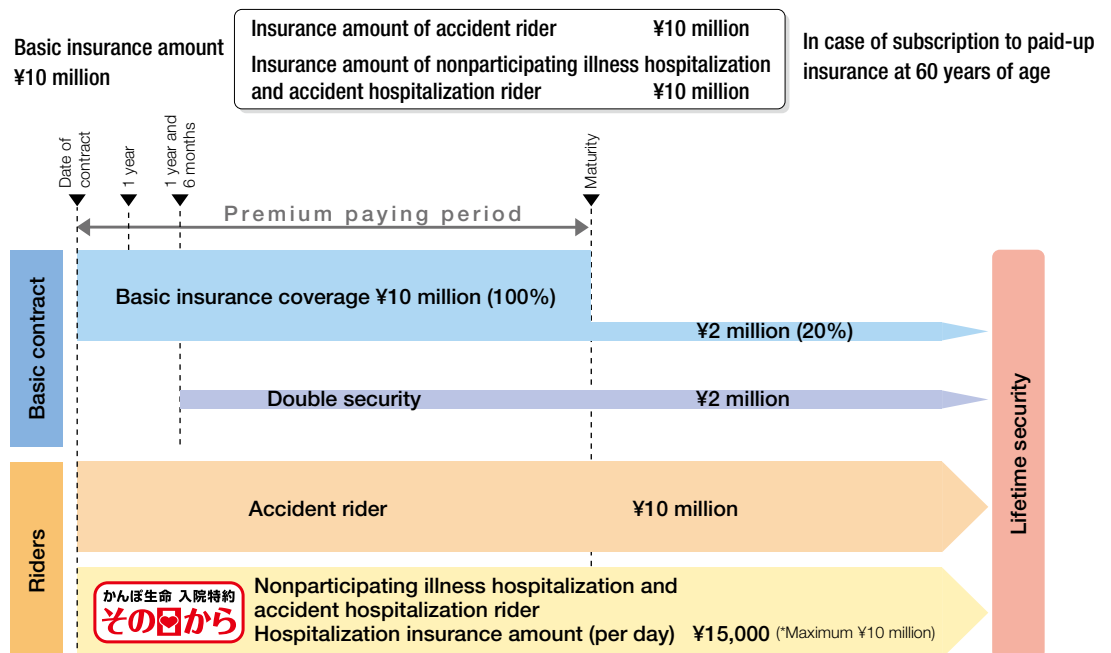 Basic insurance amount
¥10 million
Insurance amount of accident rider ¥10 million
Insurance amount of nonparticipating illness hospitalization
and accident hospitalization rider ¥10 million
In case of subscription to paid-up
insurance at 60 years of age
Date of
contract
1 year
1 year and
6 months
Maturity
Premium paying period
Basic contract
Basic insurance coverage ¥10 million (100%)
¥2 million (20%)
Double security ¥2 million
Riders
Accident rider ¥10 million
かんぽ生命 入院特約
その日から
Nonparticipating illness hospitalization and
accident hospitalization rider
Hospitalization insurance amount (per day) ¥15,000 (*Maximum ¥10 million)
Lifetime security